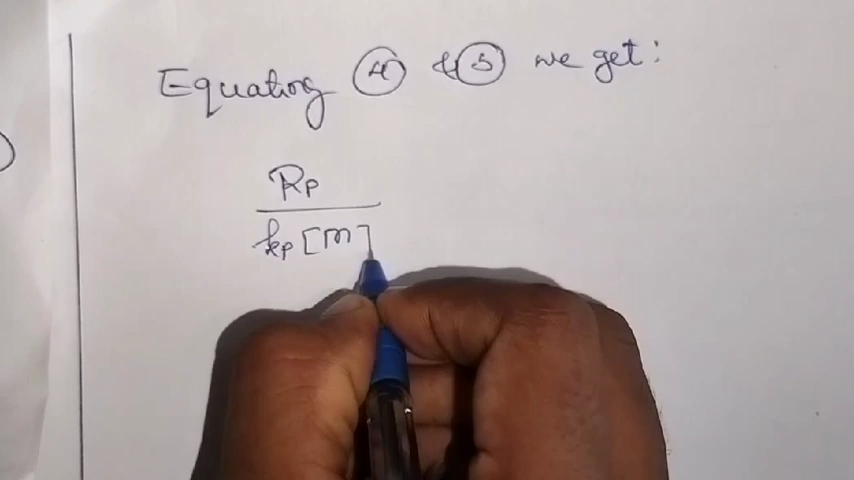 Equating ④ & ⑤ we get:
Rp
kp[m]